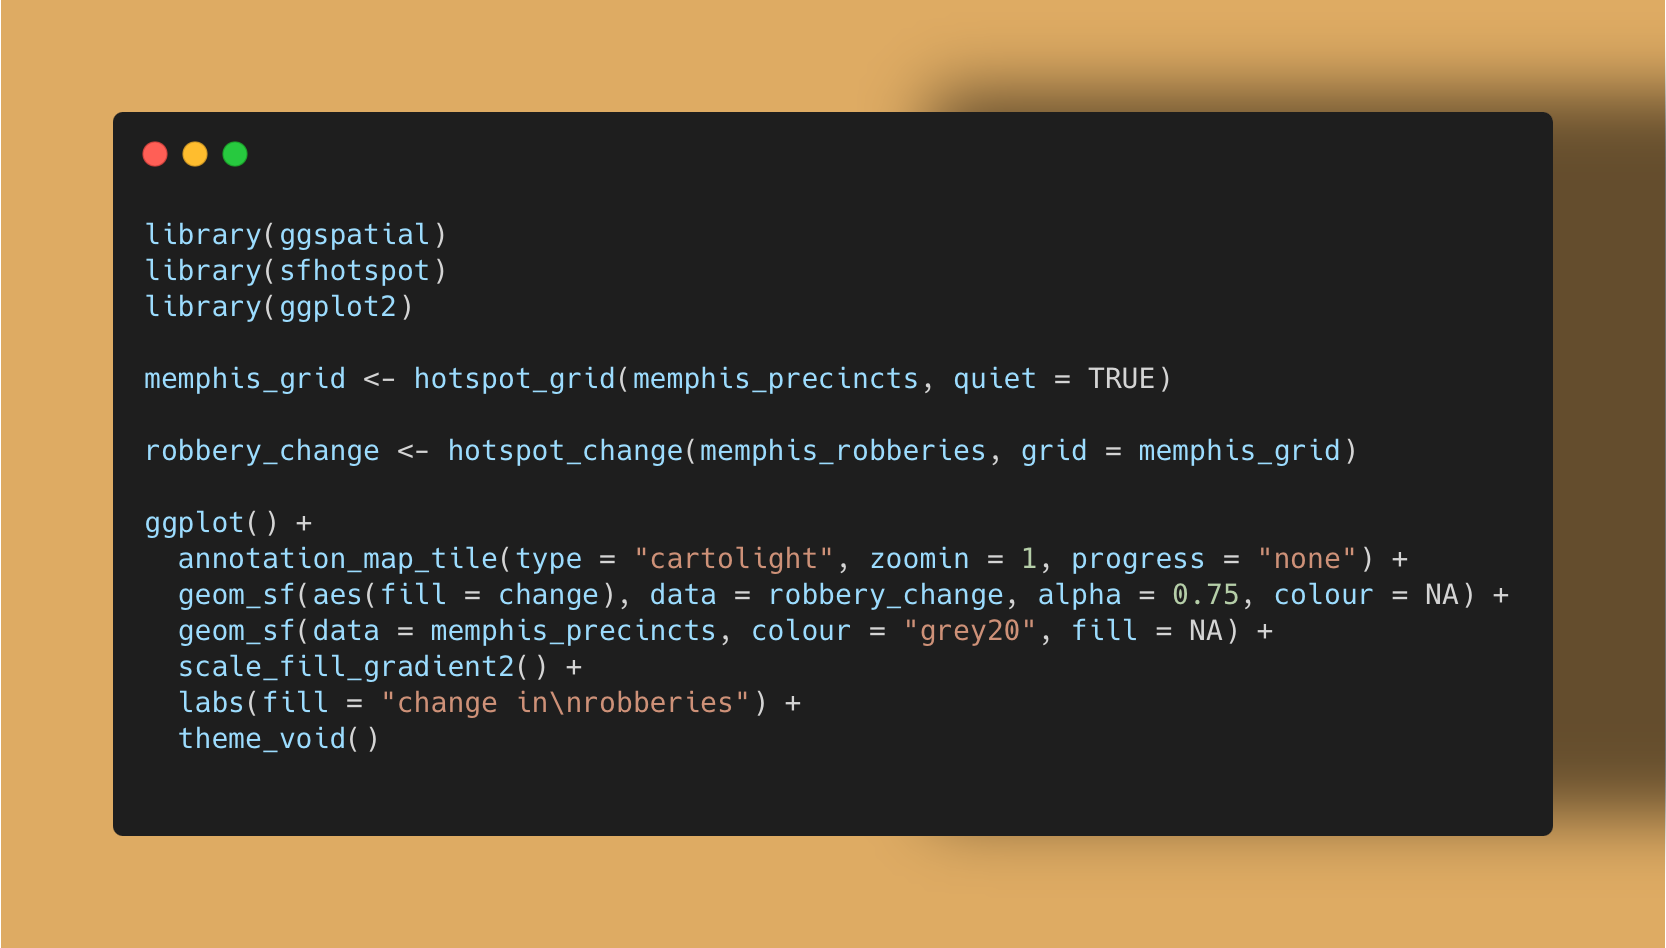 library(ggspatial)
library(sfhotspot)
library(ggplot2)
memphis_grid <- hotspot_grid(memphis_precincts, quiet = TRUE)
robbery_change <- hotspot_change(memphis_robberies, grid = memphis_grid)
ggplot() +
  annotation_map_tile(type = "cartolight", zoomin = 1, progress = "none") +
  geom_sf(aes(fill = change), data = robbery_change, alpha = 0.75, colour = NA) +
  geom_sf(data = memphis_precincts, colour = "grey20", fill = NA) +
  scale_fill_gradient2() +
  labs(fill = "change in\nrobberies") +
  theme_void()